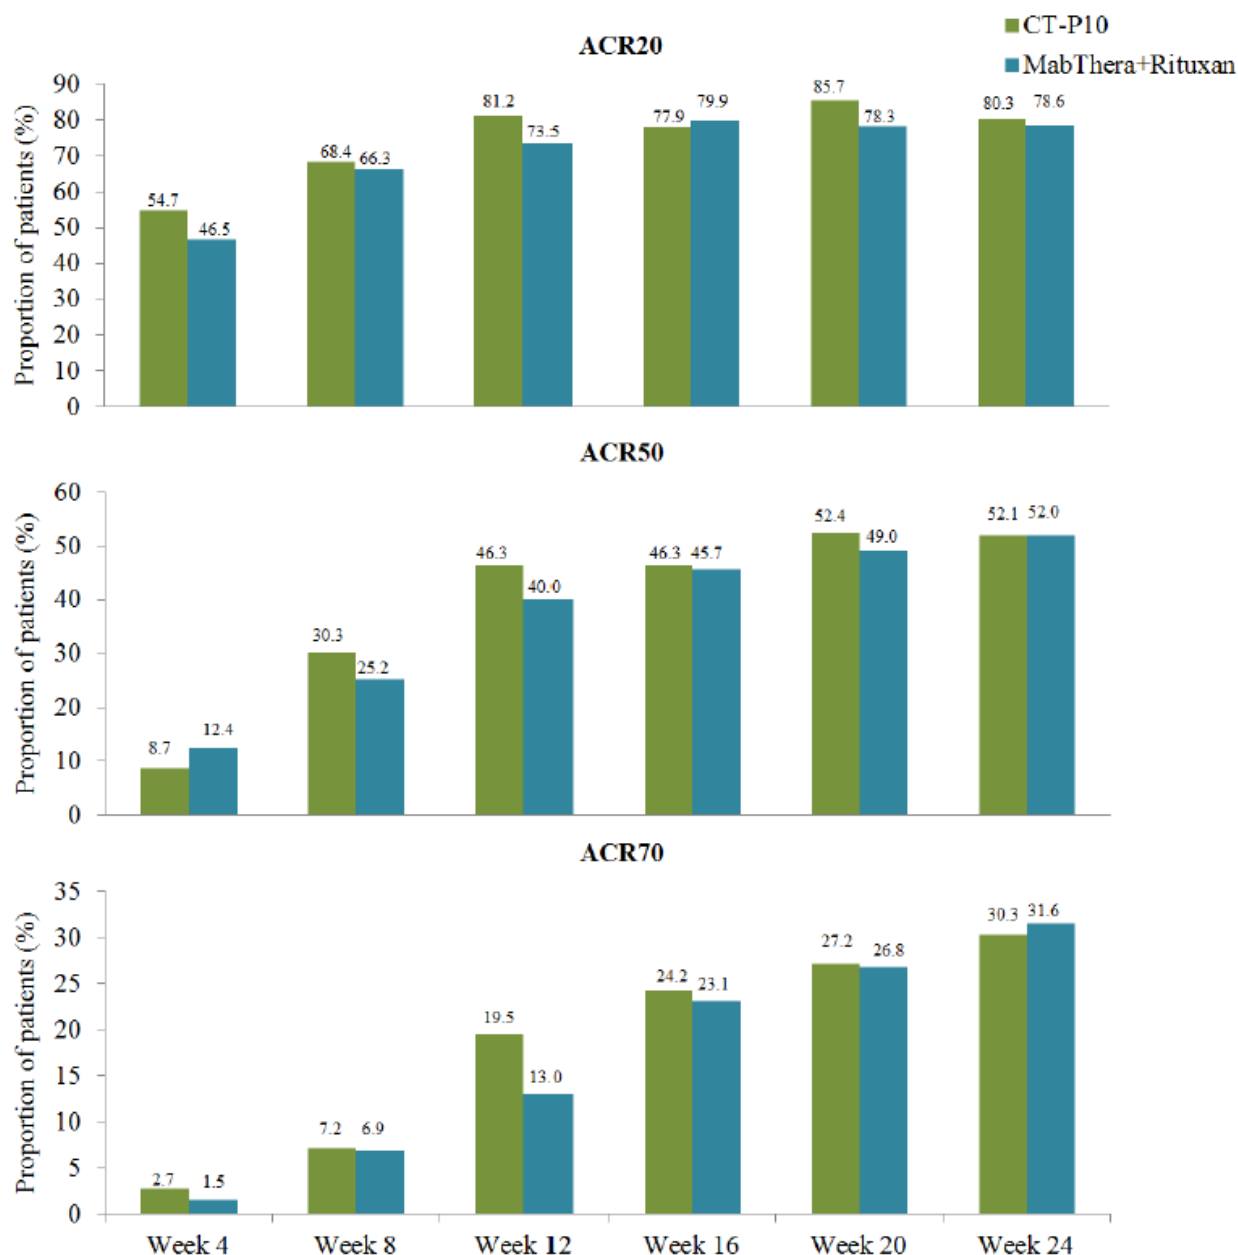 CT-P10
MabThera+Rituxan
ACR20
Proportion of patients (%)
90
80
70
60
50
40
30
20
10
0
54.7 46.5 68.4 66.3 81.2 73.5 77.9 79.9 85.7 78.3 80.3 78.6
ACR50
Proportion of patients (%)
60
50
40
30
20
10
0
8.7 12.4 30.3 25.2 46.3 40.0 46.3 45.7 52.4 49.0 52.1 52.0
ACR70
Proportion of patients (%)
35
30
25
20
15
10
5
0
2.7 1.5 7.2 6.9 19.5 13.0 24.2 23.1 27.2 26.8 30.3 31.6
Week 4 Week 8 Week 12 Week 16 Week 20 Week 24